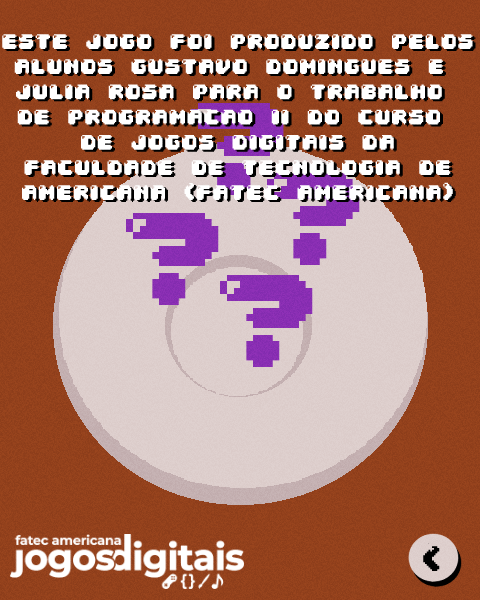 ESTE JOGO FOI PRODUZIDO PELOS
ALUNOS GUSTAVO DOMINGUES E
JULIA ROSA PARA O TRABALHO
DE PROGRAMACAO II DO CURSO
DE JOGOS DIGITAIS DA
FACULDADE DE TECNOLOGIA DE
AMERICANA (FATEC AMERICANA)
fatec americana
jogosdigitais